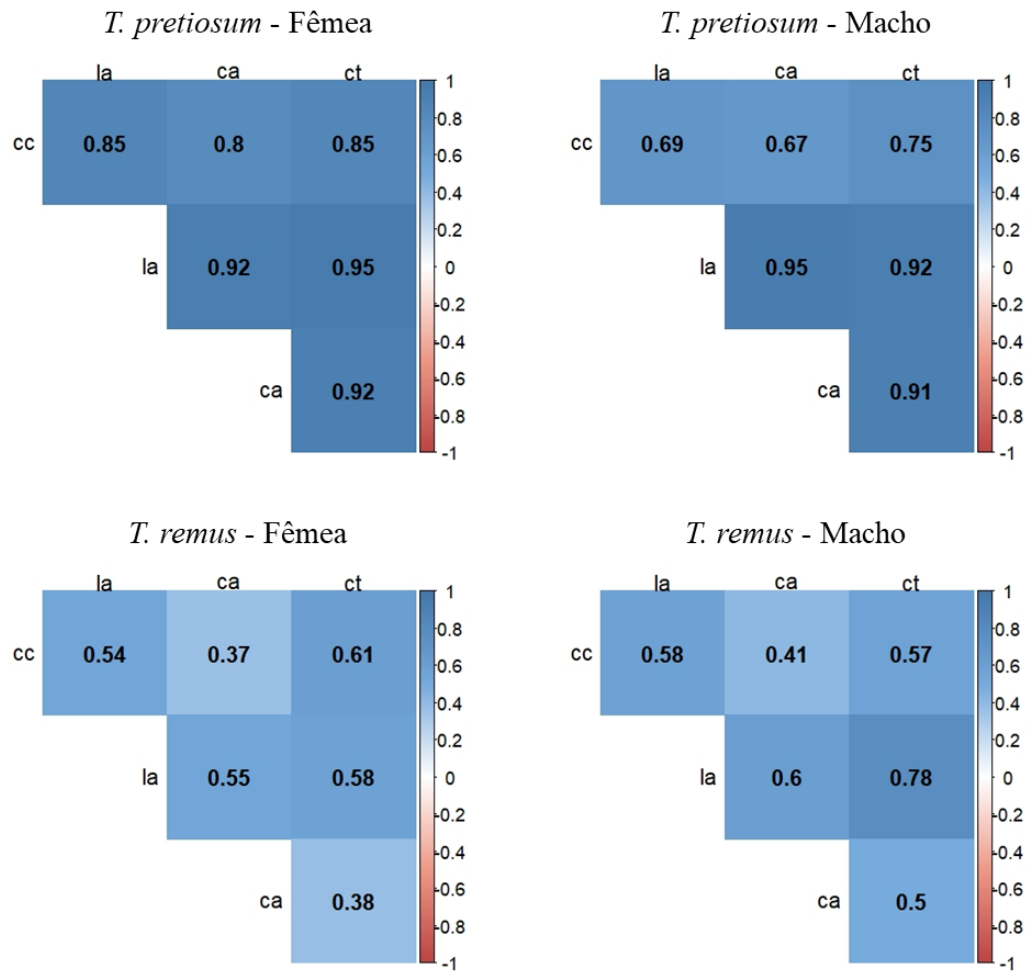 T. pretiosum - Fêmea
la ca ct
cc 0.85 0.8 0.85
la 0.92 0.95
ca 0.92
1
0.8
0.6
0.4
0.2
0
-0.2
-0.4
-0.6
-0.8
-1
T. pretiosum - Macho
la ca ct
cc 0.69 0.67 0.75
la 0.95 0.92
ca 0.91
1
0.8
0.6
0.4
0.2
0
-0.2
-0.4
-0.6
-0.8
-1
T. remus - Fêmea
la ca ct
cc 0.54 0.37 0.61
la 0.55 0.58
ca 0.38
1
0.8
0.6
0.4
0.2
0
-0.2
-0.4
-0.6
-0.8
-1
T. remus - Macho
la ca ct
cc 0.58 0.41 0.57
la 0.6 0.78
ca 0.5
1
0.8
0.6
0.4
0.2
0
-0.2
-0.4
-0.6
-0.8
-1